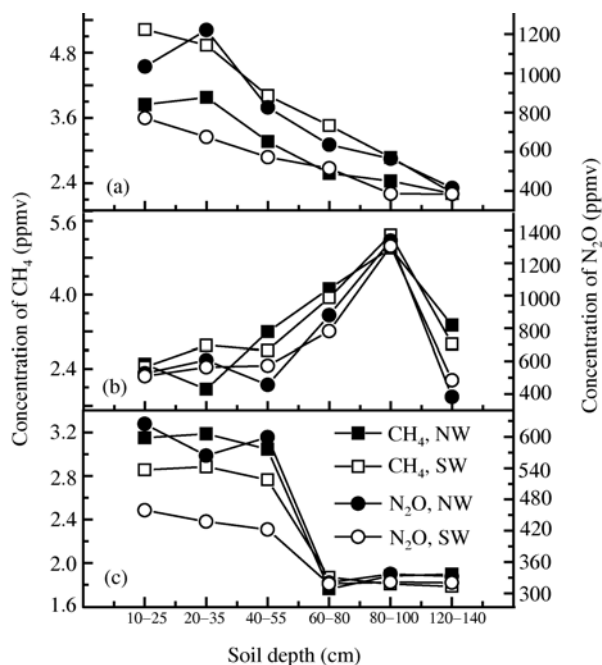 Concentration of CH₄ (ppmv)
Concentration of N₂O (ppmv)
4.8
3.6
2.4
(a)
1200
1000
800
600
400
5.6
4.0
2.4
(b)
1400
1200
1000
800
600
400
3.2
2.8
2.4
1.8
1.6
(c)
600
540
480
420
360
300
CH₄, NW
CH₄, SW
N₂O, NW
N₂O, SW
10–25 20–35 40–55 60–80 80–100 120–140
Soil depth (cm)